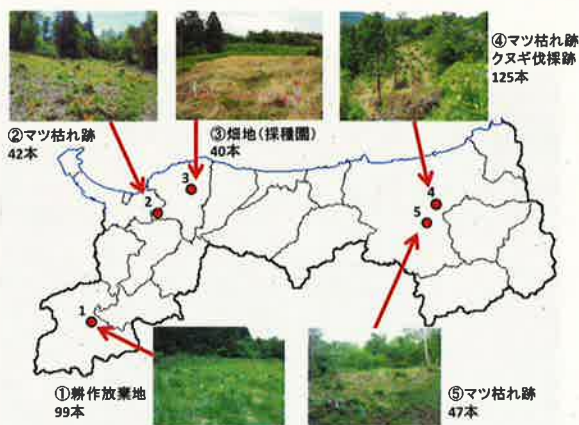 ④マツ枯れ跡
クヌギ伐採跡
125本
②マツ枯れ跡
42本
③畑地(採種園)
40本
3
2
4
5
1
①耕作放棄地
99本
⑤マツ枯れ跡
47本